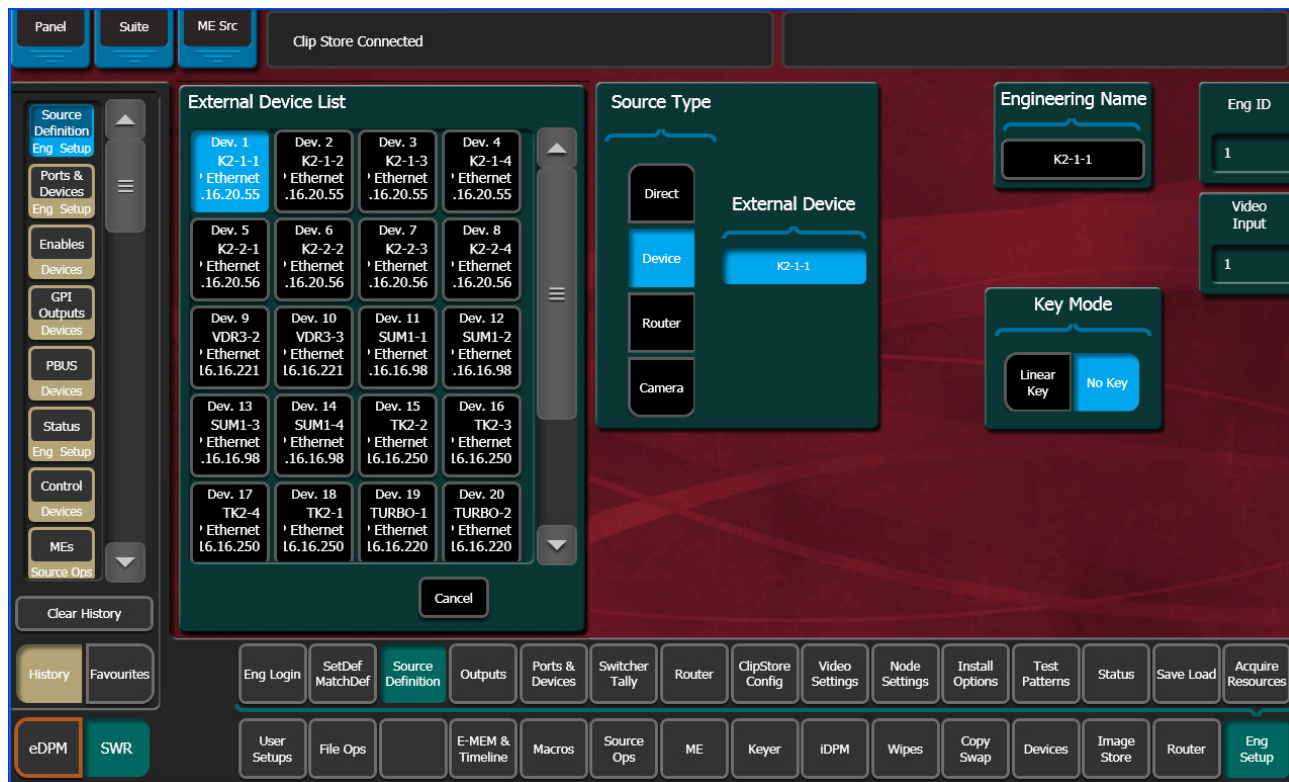 Panel
Suite
ME Src
Clip Store Connected
Source
Definition
Eng Setup
Ports &
Devices
Eng Setup
Enables
Devices
GPI
Outputs
Devices
PBUS
Devices
Status
Eng Setup
Control
Devices
MEs
Source Ops
Clear History
History
Favourites
eDPM
SWR
External Device List
Dev. 1
K2-1-1
Ethernet
.16.20.55
Dev. 2
K2-1-2
Ethernet
.16.20.55
Dev. 3
K2-1-3
Ethernet
.16.20.55
Dev. 4
K2-1-4
Ethernet
.16.20.55
Dev. 5
K2-2-1
Ethernet
.16.20.56
Dev. 6
K2-2-2
Ethernet
.16.20.56
Dev. 7
K2-2-3
Ethernet
.16.20.56
Dev. 8
K2-2-4
Ethernet
.16.20.56
Dev. 9
VDR3-2
Ethernet
16.16.221
Dev. 10
VDR3-3
Ethernet
16.16.221
Dev. 11
SUM1-1
Ethernet
.16.16.98
Dev. 12
SUM1-2
Ethernet
.16.16.98
Dev. 13
SUM1-3
Ethernet
.16.16.98
Dev. 14
SUM1-4
Ethernet
.16.16.98
Dev. 15
TK2-2
Ethernet
16.16.250
Dev. 16
TK2-3
Ethernet
16.16.250
Dev. 17
TK2-4
Ethernet
16.16.250
Dev. 18
TK2-1
Ethernet
16.16.250
Dev. 19
TURBO-1
Ethernet
16.16.220
Dev. 20
TURBO-2
Ethernet
16.16.220
Cancel
Source Type
Direct
Device
Router
Camera
External Device
K2-1-1
Engineering Name
K2-1-1
Eng ID
1
Video
Input
1
Key Mode
Linear
Key
No Key
Eng Login
SetDef
MatchDef
Source
Definition
Outputs
Ports &
Devices
Switcher
Tally
Router
ClipStore
Config
Video
Settings
Node
Settings
Install
Options
Test
Patterns
Status
Save Load
Acquire
Resources
User
Setups
File Ops
E-MEM &
Timeline
Macros
Source
Ops
ME
Keyer
iDPM
Wipes
Copy
Swap
Devices
Image
Store
Router
Eng
Setup